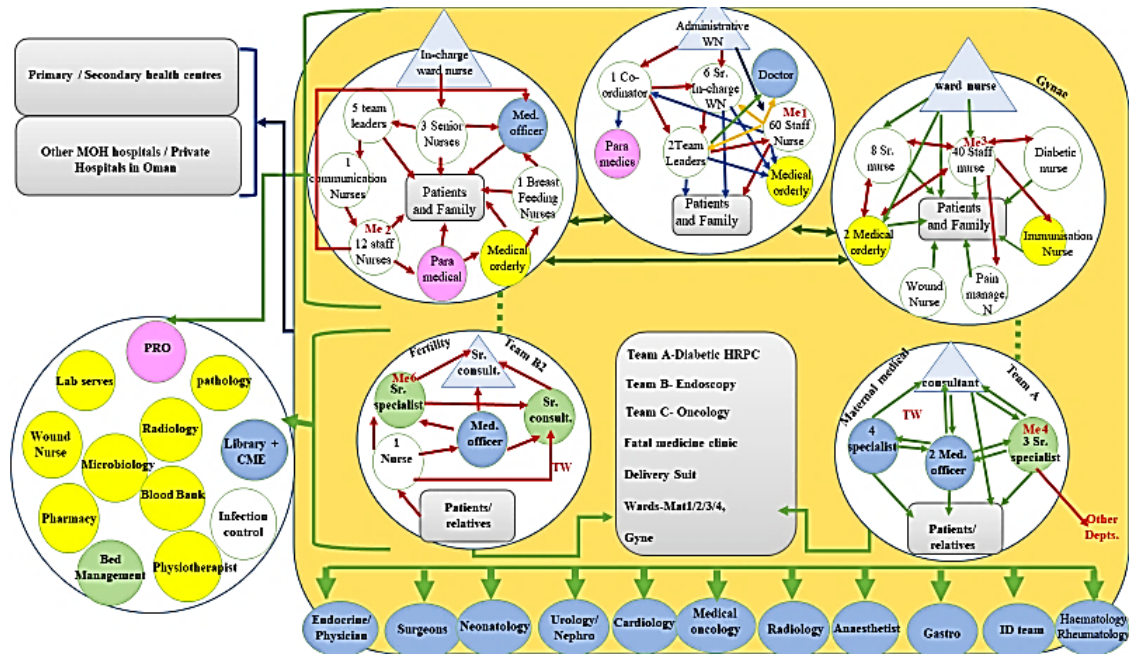 Primary / Secondary health centres
Other MOH hospitals / Private
Hospitals in Oman
In-charge
ward nurse
5 team
leaders
3 Senior
Nurses
Med.
officer
1
communication
Nurses
Patients
and Family
1 Breast
Feeding
Nurses
Me 2
12 staff
Nurses
Para
medical
Medical
orderly
Administrative
WN
1 Co-
ordinator
6 Sr.
In-charge
WN
Doctor
Me1
60 Staff
Nurse
Para
medics
2Team
Leaders
Medical
orderly
Patients
and Family
Gynae
ward nurse
8 Sr.
nurse
Me3
40 Staff
nurse
Diabetic
nurse
Patients
and Family
2 Medical
orderly
Immunisation
Nurse
Wound
Nurse
Pain
manage.
N
PRO
Lab serves
pathology
Wound
Nurse
Radiology
Library +
CME
Microbiology
Blood Bank
Pharmacy
Infection
control
Bed
Management
Physiotherapist
Fertility
Team B2
Sr.
consult.
Me6
Sr.
specialist
Sr.
consult.
Med.
officer
1
Nurse
TW
Patients/
relatives
Team A-Diabetic HRPC
Team B- Endoscopy
Team C- Oncology
Fatal medicine clinic
Delivery Suit
Wards-Mat1/2/3/4,
Gyne
Maternal medical
Team A
consultant
TW
4
specialist
2 Med.
officer
Me4
3 Sr.
specialist
Patients/
relatives
Other
Depts.
Endocrine/
Physician
Surgeons
Neonatology
Urology/
Nephro
Cardiology
Medical
oncology
Radiology
Anaesthetist
Gastro
ID team
Haematology
Rheumatology